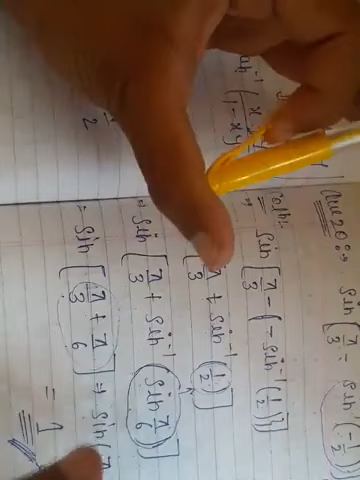 Que 20: sin [π/3 - sin⁻¹ (-1/2)]
Solⁿ: sin [π/3 - (- sin⁻¹ (1/2))]
[π/3 + sin⁻¹ (1/2)]
⇒ sin [π/3 + sin⁻¹ (sin π/6)]
= sin [π/3 + π/6] ⇒ sin
= 1